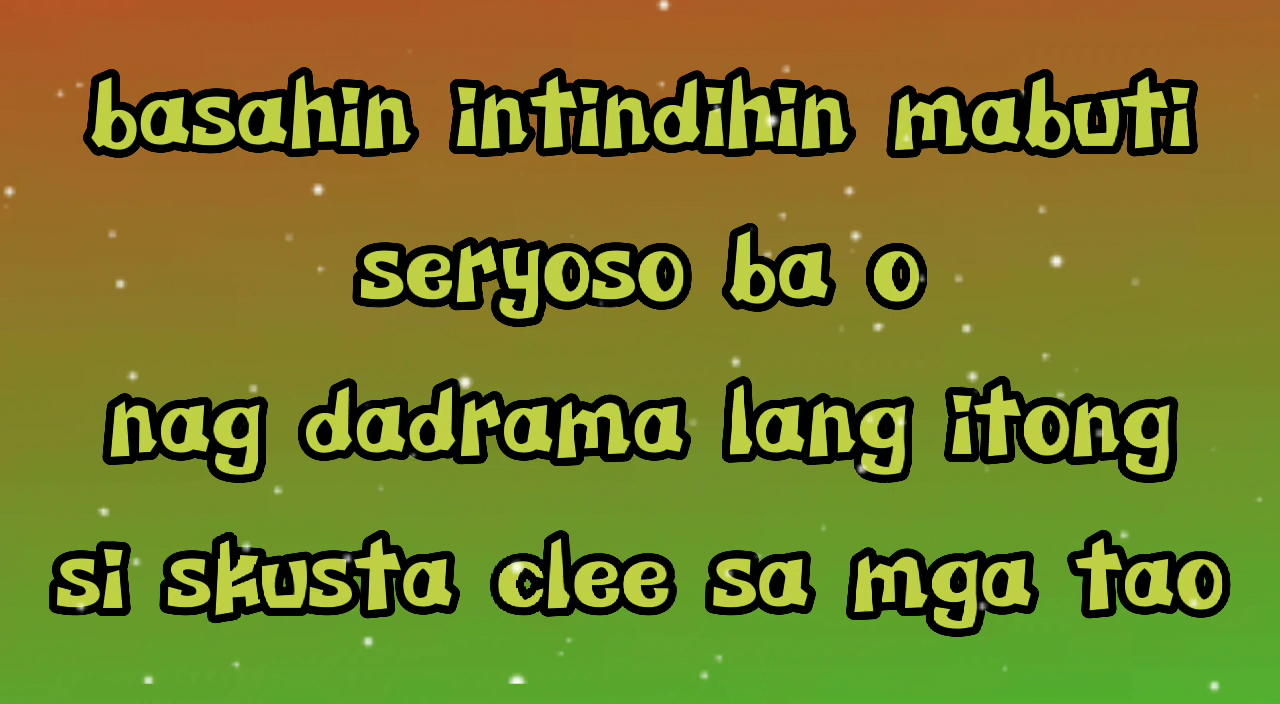 basahin intindihin mabuti
seryoso ba o
nag dadrama lang itong
si skusta clee sa mga tao